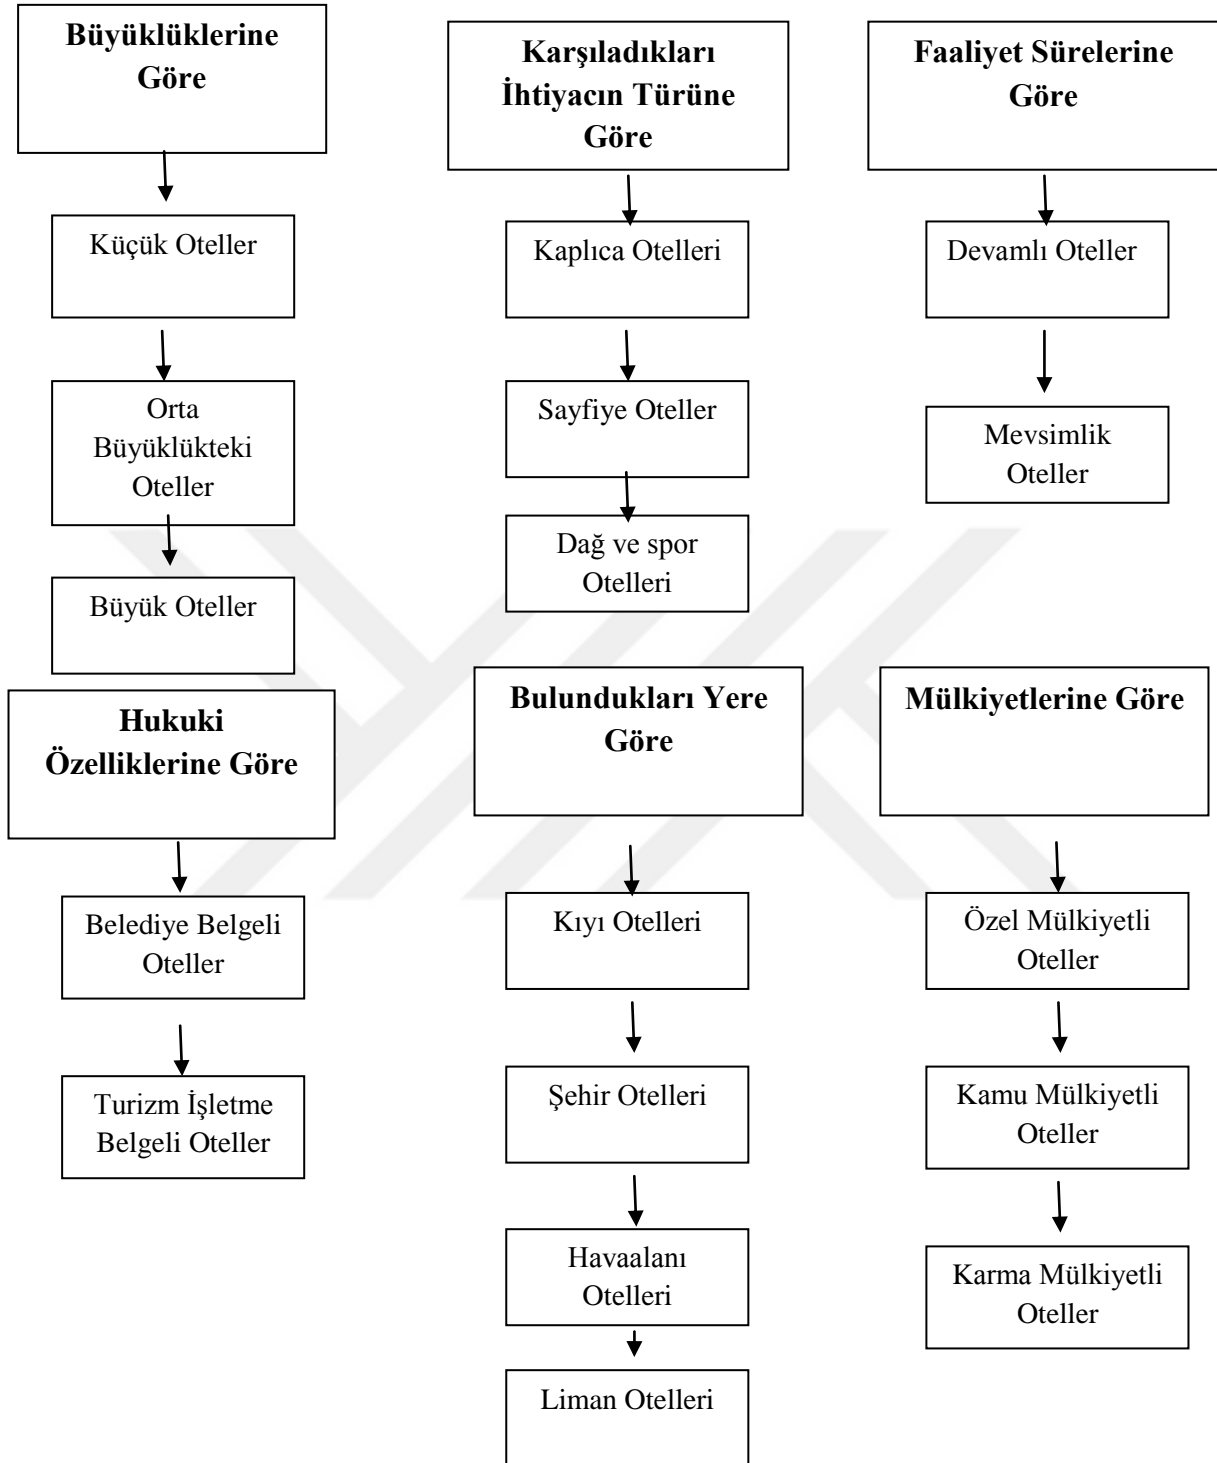 Büyüklüklerine
Göre
Küçük Oteller
Orta
Büyüklükteki
Oteller
Büyük Oteller
Karşıladıkları
İhtiyacın Türüne
Göre
Kaplıca Otelleri
Sayfiye Oteller
Dağ ve spor
Otelleri
Faaliyet Sürelerine
Göre
Devamlı Oteller
Mevsimlik
Oteller
Hukuki
Özelliklerine Göre
Belediye Belgeli
Oteller
Turizm İşletme
Belgeli Oteller
Bulundukları Yere
Göre
Kıyı Otelleri
Şehir Otelleri
Havaalanı
Otelleri
Liman Otelleri
Mülkiyetlerine Göre
Özel Mülkiyetli
Oteller
Kamu Mülkiyetli
Oteller
Karma Mülkiyetli
Oteller